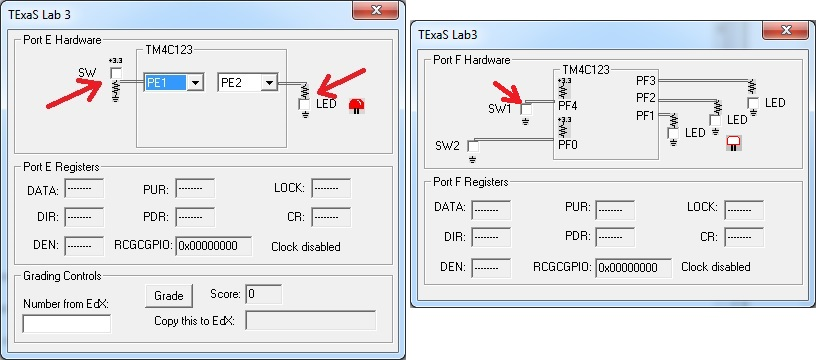 TExaS Lab 3
Port E Hardware
TM4C123
+3.3
SW
PE1
PE2
LED
Port E Registers
DATA: --------
PUR: --------
LOCK: --------
DIR: --------
PDR: --------
CR: --------
DEN: --------
RCGCGPIO: 0x00000000
Clock disabled
Grading Controls
Number from EdX:
Grade
Score: 0
Copy this to EdX:
TExaS Lab3
Port F Hardware
TM4C123
+3.3
PF3
SW1
PF4
PF2
LED
+3.3
PF1
LED
LED
SW2
PF0
Port F Registers
DATA: --------
PUR: --------
LOCK: --------
DIR: --------
PDR: --------
CR: --------
DEN: --------
RCGCGPIO: 0x00000000
Clock disabled